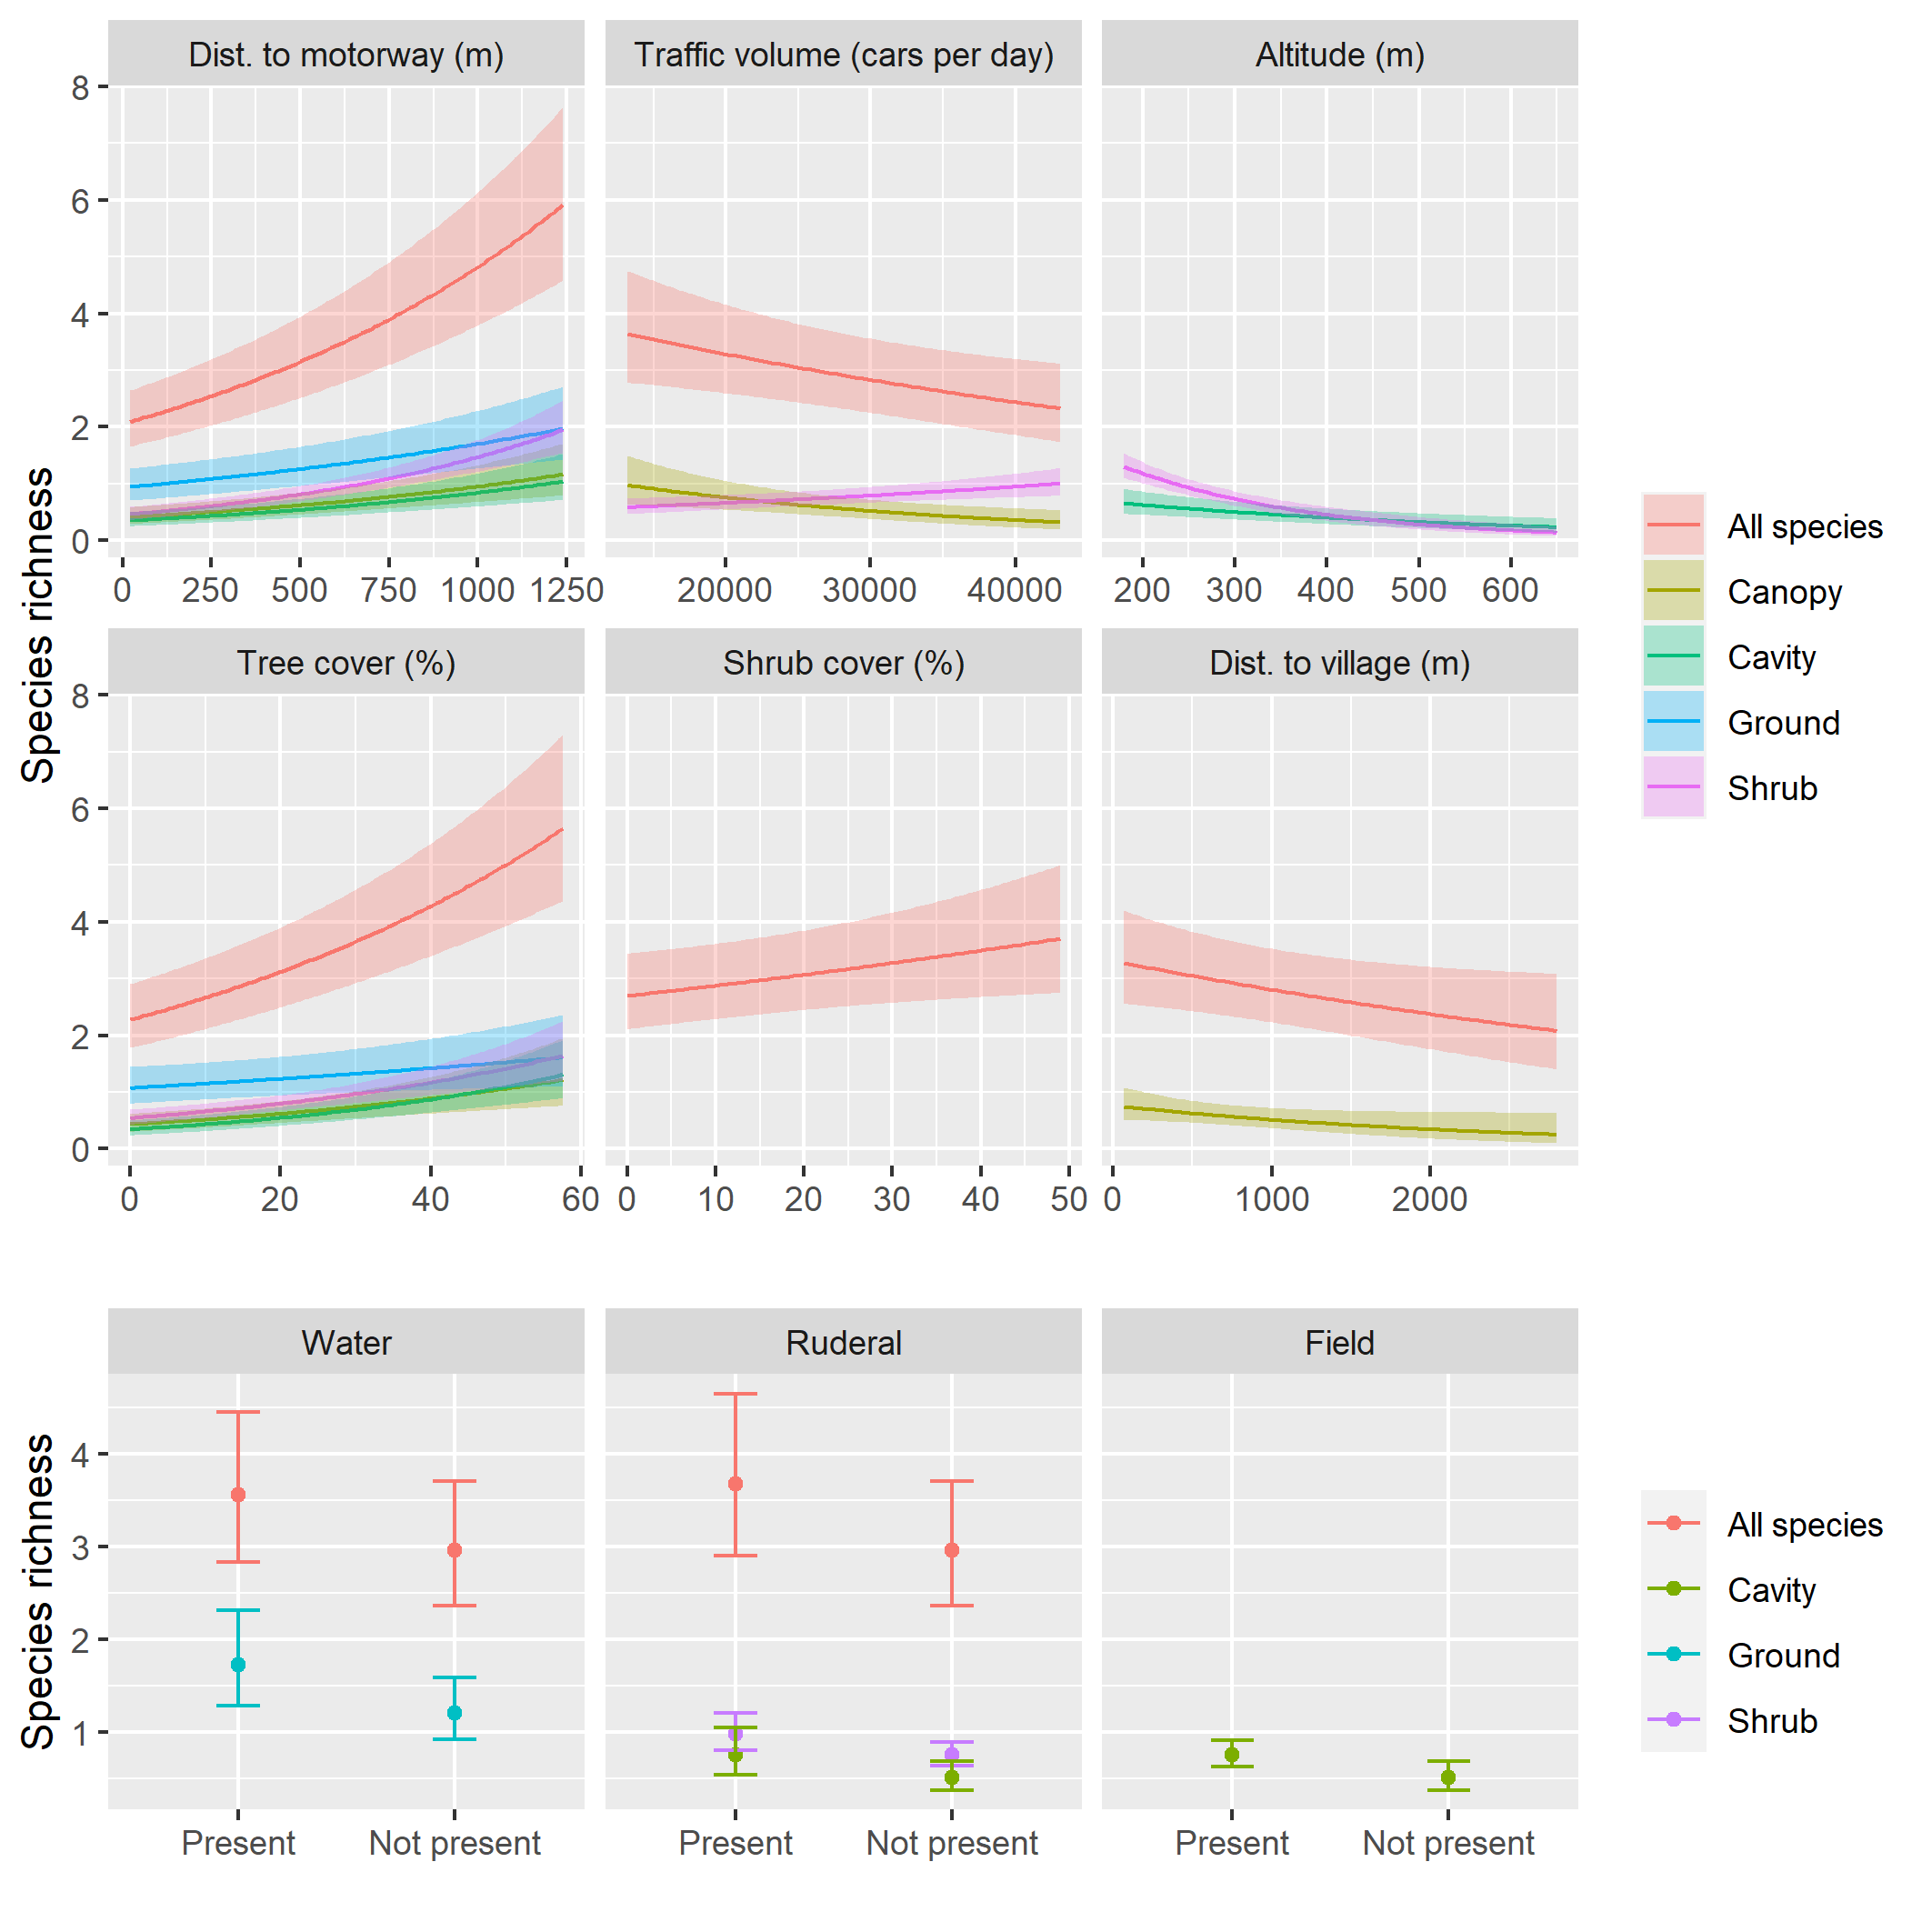 Dist. to motorway (m) Traffic volume (cars per day) Altitude (m)
8
6
4
2
0
0 250 500 750 1000 1250 20000 30000 40000 200 300 400 500 600
Tree cover (%) Shrub cover (%) Dist. to village (m)
8
6
4
2
0
0 20 40 60 0 10 20 30 40 50 0 1000 2000
Species richness
All species
Canopy
Cavity
Ground
Shrub
Water Ruderal Field
4
3
2
1
Present Not present Present Not present Present Not present
Species richness
All species
Cavity
Ground
Shrub